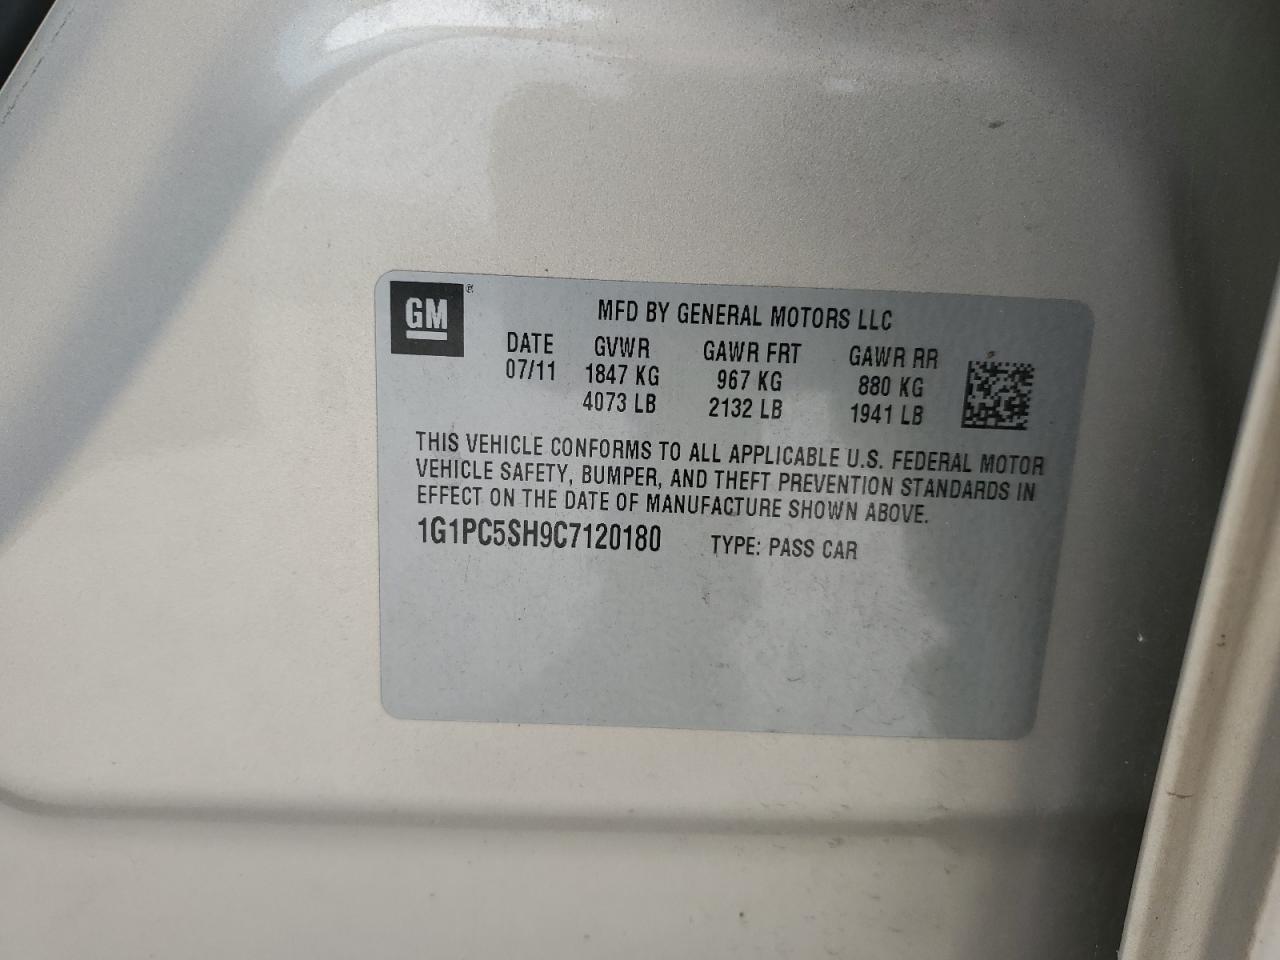 GM ®
MFD BY GENERAL MOTORS LLC
DATE GVWR GAWR FRT GAWR RR
07/11 1847 KG 967 KG 880 KG
4073 LB 2132 LB 1941 LB
THIS VEHICLE CONFORMS TO ALL APPLICABLE U.S. FEDERAL MOTOR
VEHICLE SAFETY, BUMPER, AND THEFT PREVENTION STANDARDS IN
EFFECT ON THE DATE OF MANUFACTURE SHOWN ABOVE.
1G1PC5SH9C7120180 TYPE: PASS CAR